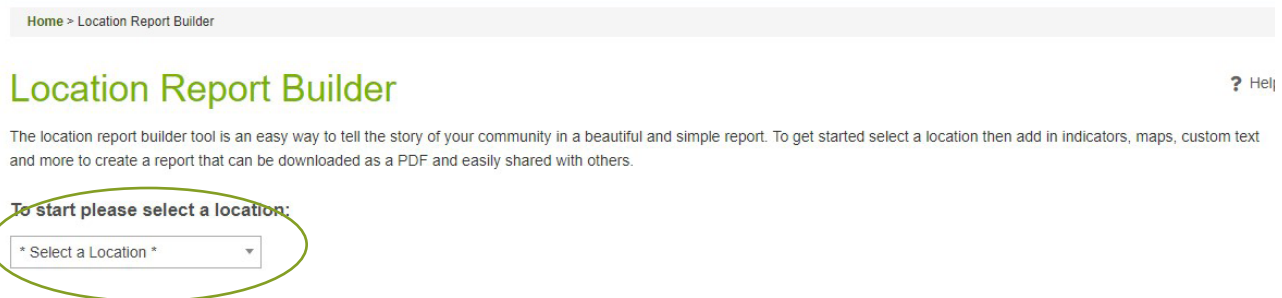 Home > Location Report Builder
Location Report Builder
? Help
The location report builder tool is an easy way to tell the story of your community in a beautiful and simple report. To get started select a location then add in indicators, maps, custom text
and more to create a report that can be downloaded as a PDF and easily shared with others.
To start please select a location:
* Select a Location *